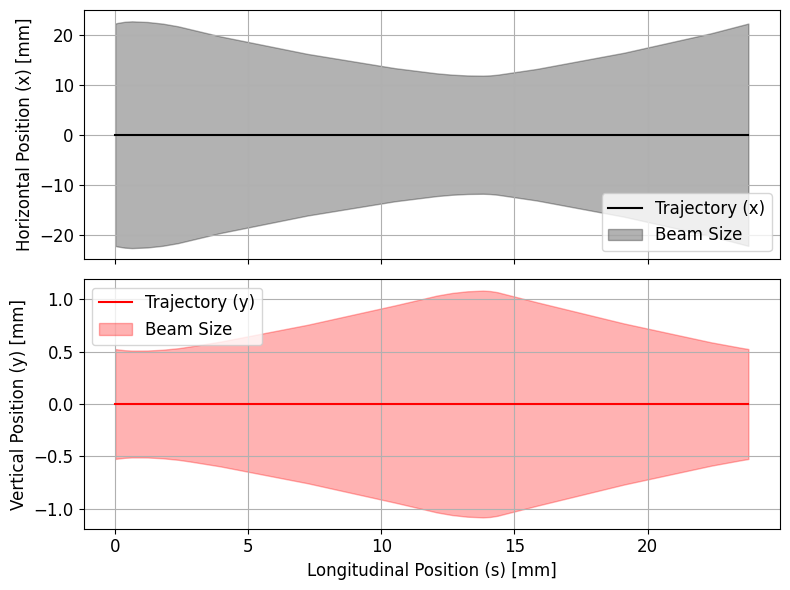 Horizontal Position (x) [mm]
20
10
0
−10
−20
Trajectory (x)
Beam Size
Vertical Position (y) [mm]
1.0
0.5
0.0
−0.5
−1.0
Trajectory (y)
Beam Size
0 5 10 15 20
Longitudinal Position (s) [mm]